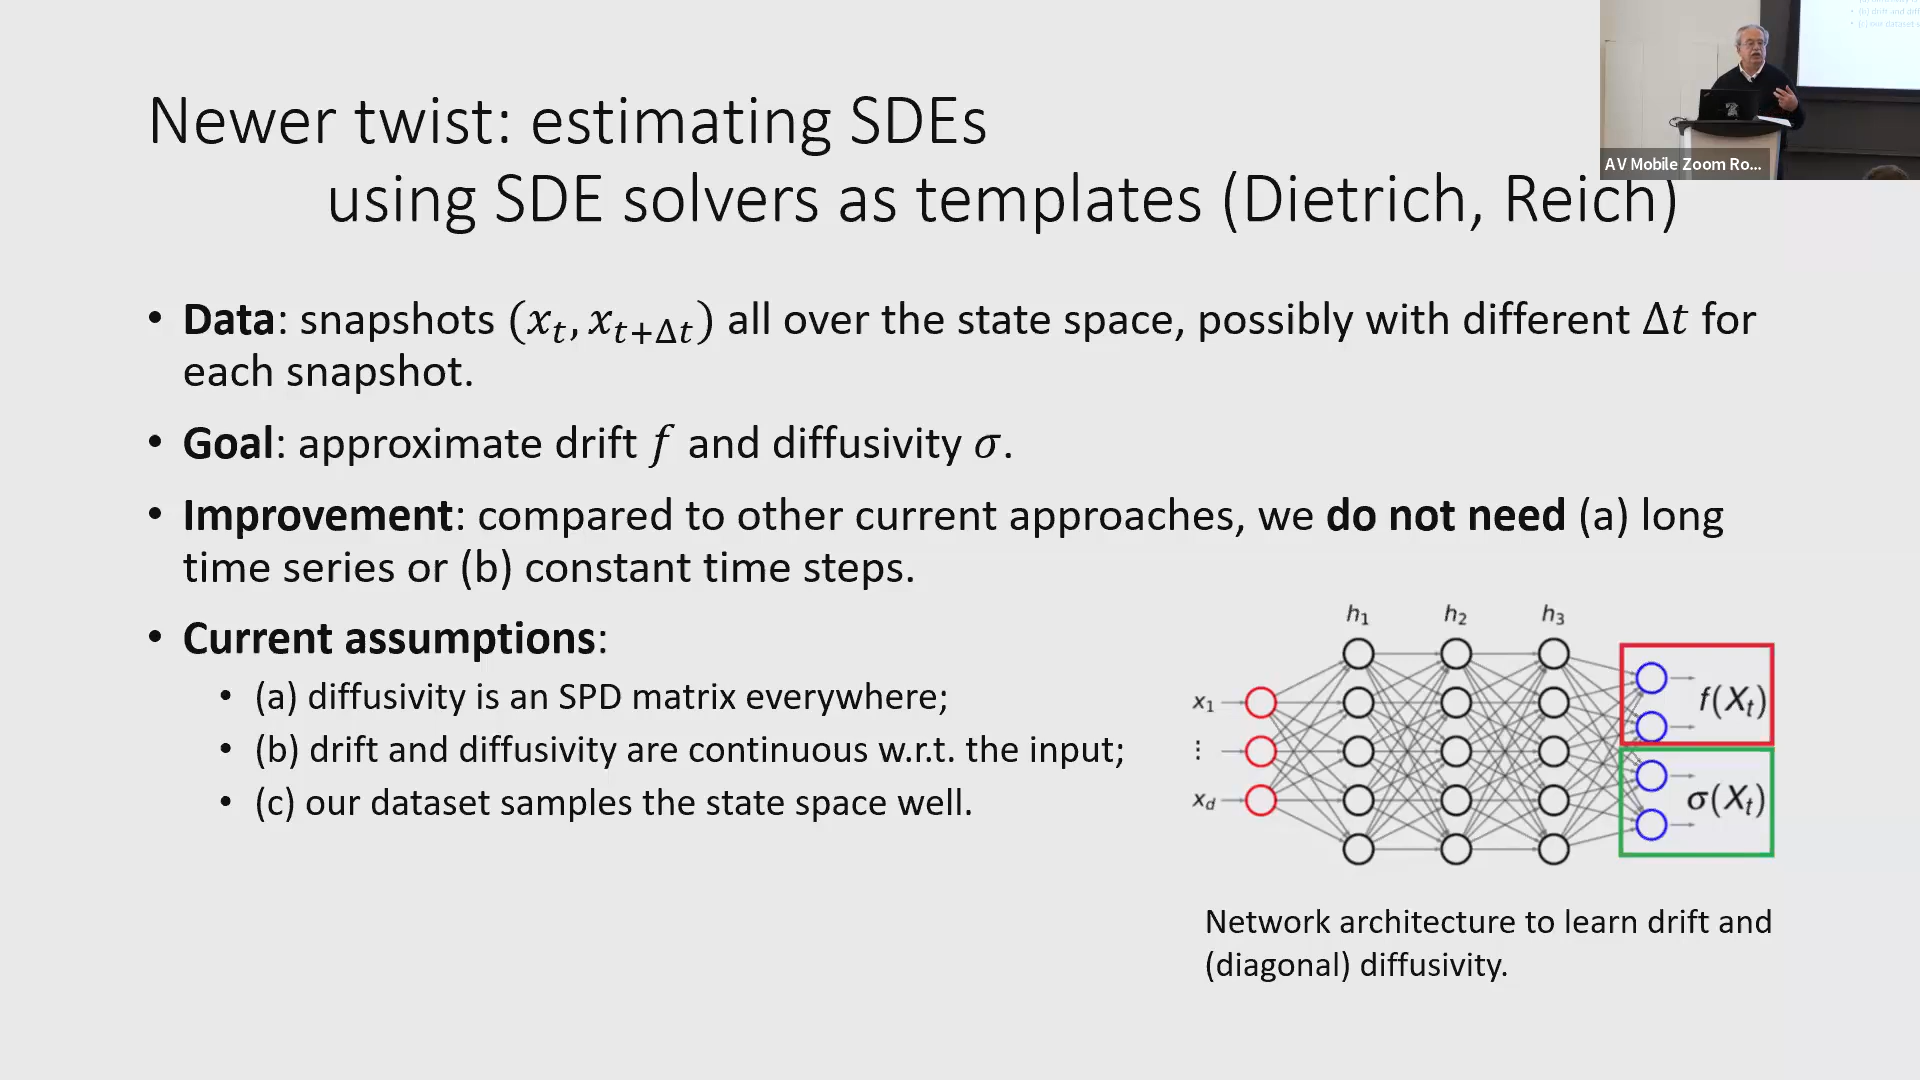 Newer twist: estimating SDEs
using SDE solvers as templates (Dietrich, Reich)
AV Mobile Zoom Ro...
• Data: snapshots (x_t, x_{t+Δt}) all over the state space, possibly with different Δt for
each snapshot.
• Goal: approximate drift f and diffusivity σ.
• Improvement: compared to other current approaches, we do not need (a) long
time series or (b) constant time steps.
• Current assumptions:
• (a) diffusivity is an SPD matrix everywhere;
• (b) drift and diffusivity are continuous w.r.t. the input;
• (c) our dataset samples the state space well.
h₁ h₂ h₃
x₁
⋮
x_d
f(X_t)
σ(X_t)
Network architecture to learn drift and
(diagonal) diffusivity.